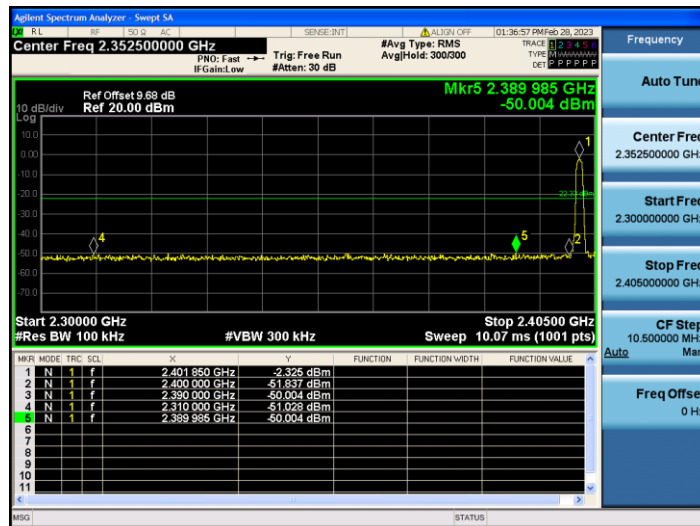 Agilent Spectrum Analyzer - Swept SA
RL RF 50 Ω AC SENSE:INT ALIGN OFF 01:36:57 PM Feb 28, 2023
Center Freq 2.352500000 GHz
PNO: Fast
IFGain:Low
Trig: Free Run
#Atten: 30 dB
#Avg Type: RMS
Avg|Hold: 300/300
TRACE 1 2 3 4 5 6
TYPE M
DET P P P P P P
Ref Offset 9.68 dB
10 dB/div Ref 20.00 dBm
Log
Mkr5 2.389 985 GHz
-50.004 dBm
10.0
0.00
-10.0
-20.0
-30.0
-40.0
-50.0
-60.0
-70.0
1
4
5
2
Start 2.30000 GHz Stop 2.40500 GHz
#Res BW 100 kHz #VBW 300 kHz Sweep 10.07 ms (1001 pts)
MKR MODE TRC SCL X Y FUNCTION FUNCTION WIDTH FUNCTION VALUE
1 N 1 f 2.401 850 GHz -2.325 dBm
2 N 1 f 2.400 000 GHz -51.837 dBm
3 N 1 f 2.390 000 GHz -50.004 dBm
4 N 1 f 2.310 000 GHz -51.028 dBm
5 N 1 f 2.389 985 GHz -50.004 dBm
6
7
8
9
10
11
MSG STATUS
Frequency
Auto Tune
Center Freq
2.352500000 GHz
Start Freq
2.300000000 GHz
Stop Freq
2.405000000 GHz
CF Step
10.500000 MHz
Auto Man
Freq Offset
0 Hz